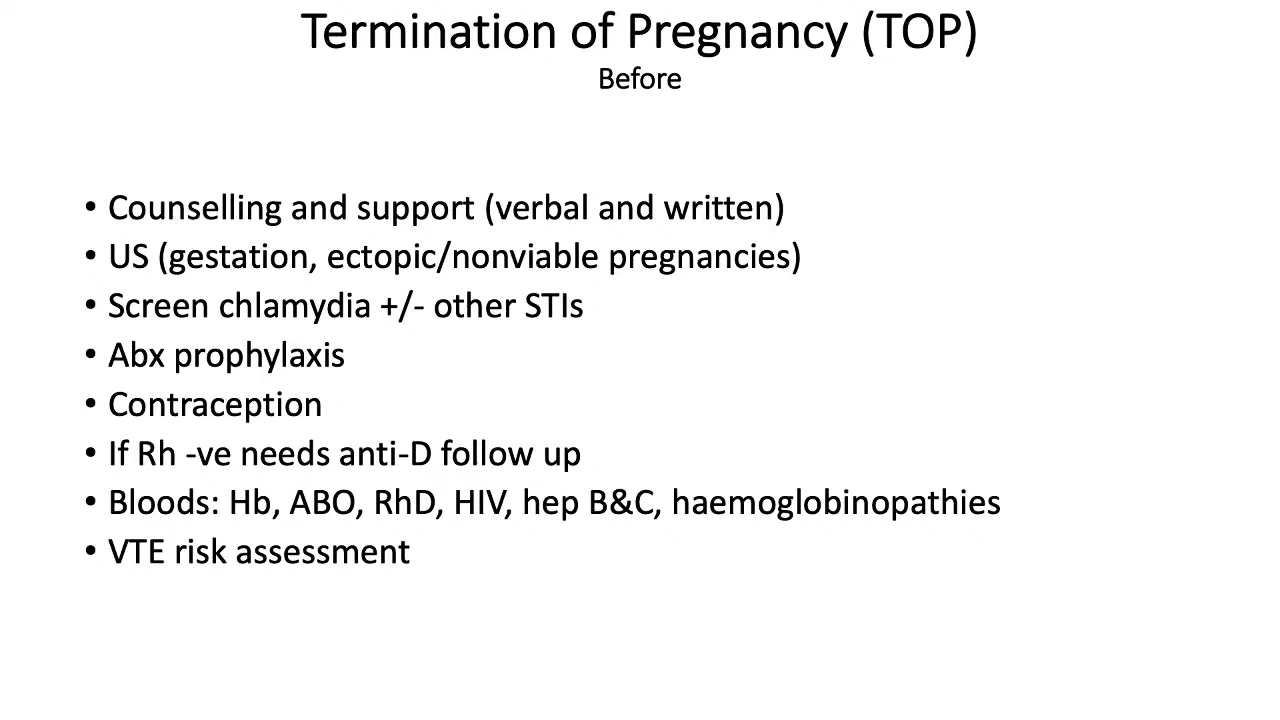 Termination of Pregnancy (TOP)
Before
• Counselling and support (verbal and written)
• US (gestation, ectopic/nonviable pregnancies)
• Screen chlamydia +/- other STIs
• Abx prophylaxis
• Contraception
• If Rh -ve needs anti-D follow up
• Bloods: Hb, ABO, RhD, HIV, hep B&C, haemoglobinopathies
• VTE risk assessment